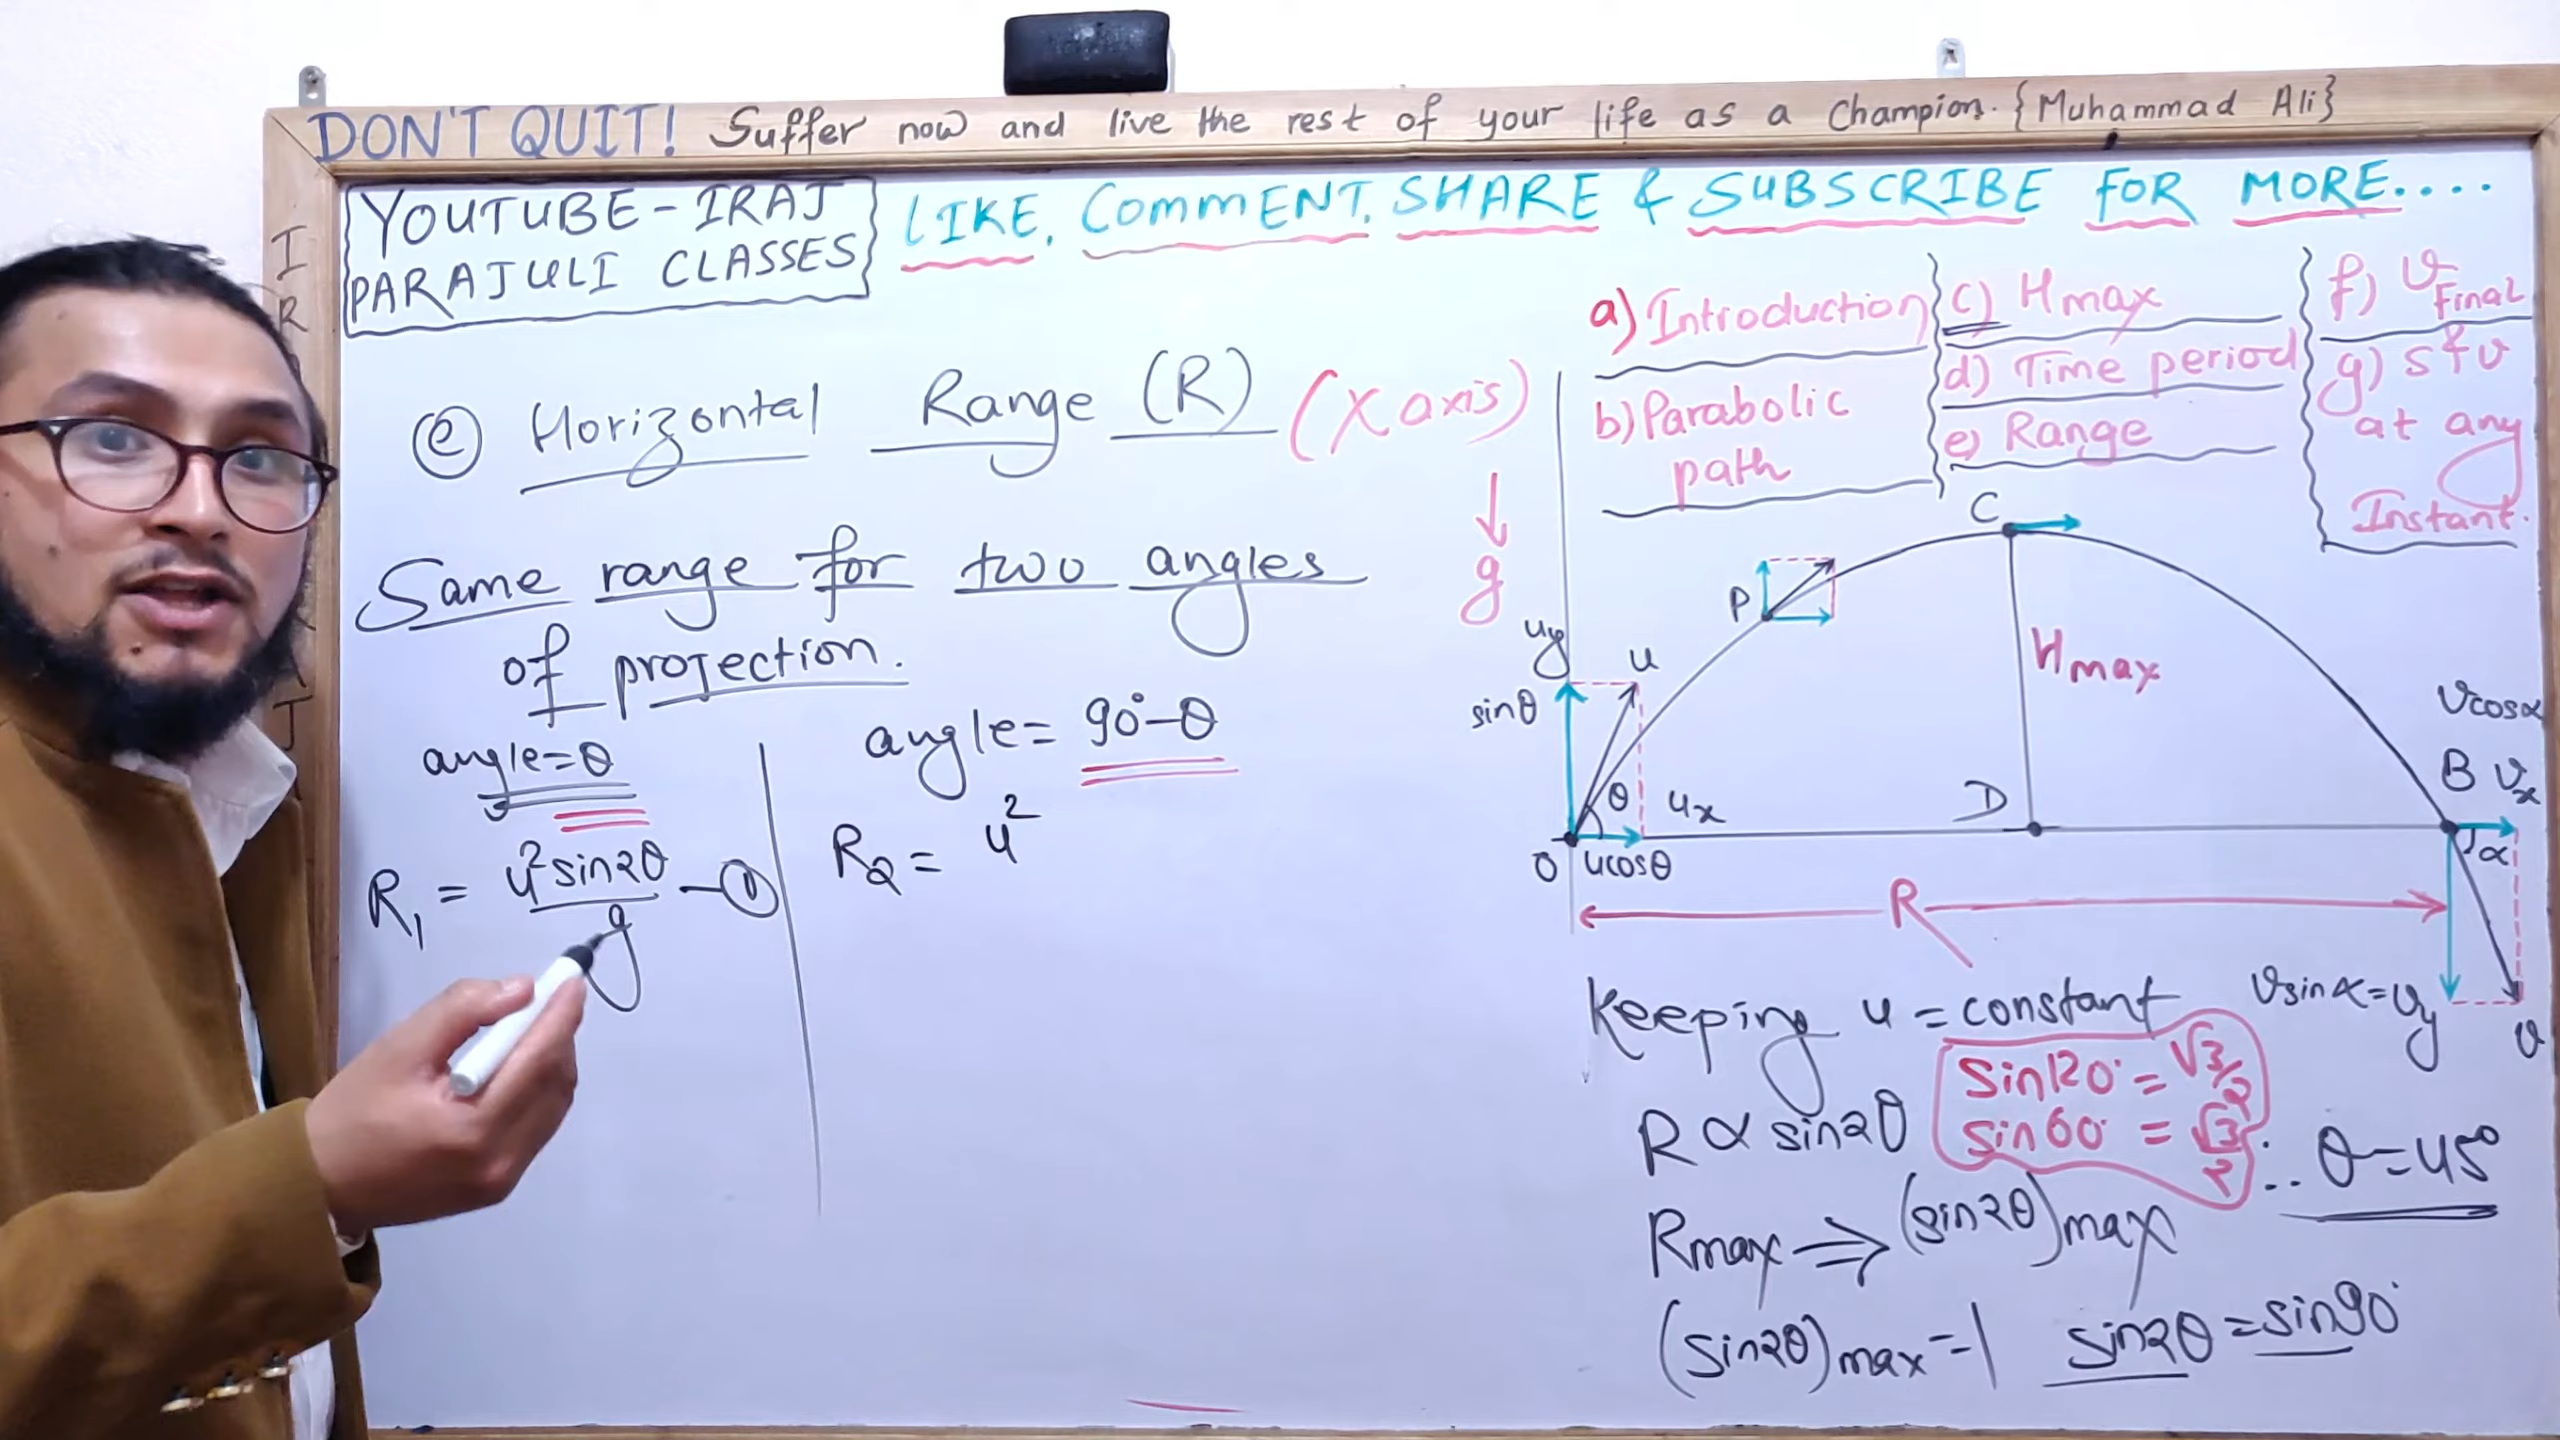 DON'T QUIT! Suffer now and live the rest of your life as a Champion. {Muhammad Ali}
YOUTUBE-IRAJ
PARAJULI CLASSES
LIKE, COMMENT, SHARE & SUBSCRIBE FOR MORE....
a) Introduction
b) Parabolic
path
c) Hmax
d) Time period
e) Range
f) vFinal
g) s & v
at any
Instant.
e Horizontal Range (R) (X axis)
↓
g
Same range for two angles
of projection.
angle=θ
R₁ = u²sin2θ/g —①
angle= 90°-θ
R₂ = u²
C
P
uy
u
sinθ
θ
ux
O
ucosθ
Hmax
D
vcosα
B vx
α
R
vsinα=vy
v
Keeping u = constant
R ∝ sin2θ
Sin120° = √3/2
Sin60° = √3/2
∴ θ=45°
Rmax ⇒ (sin2θ)max
(sin2θ)max = 1
sin2θ = sin90°